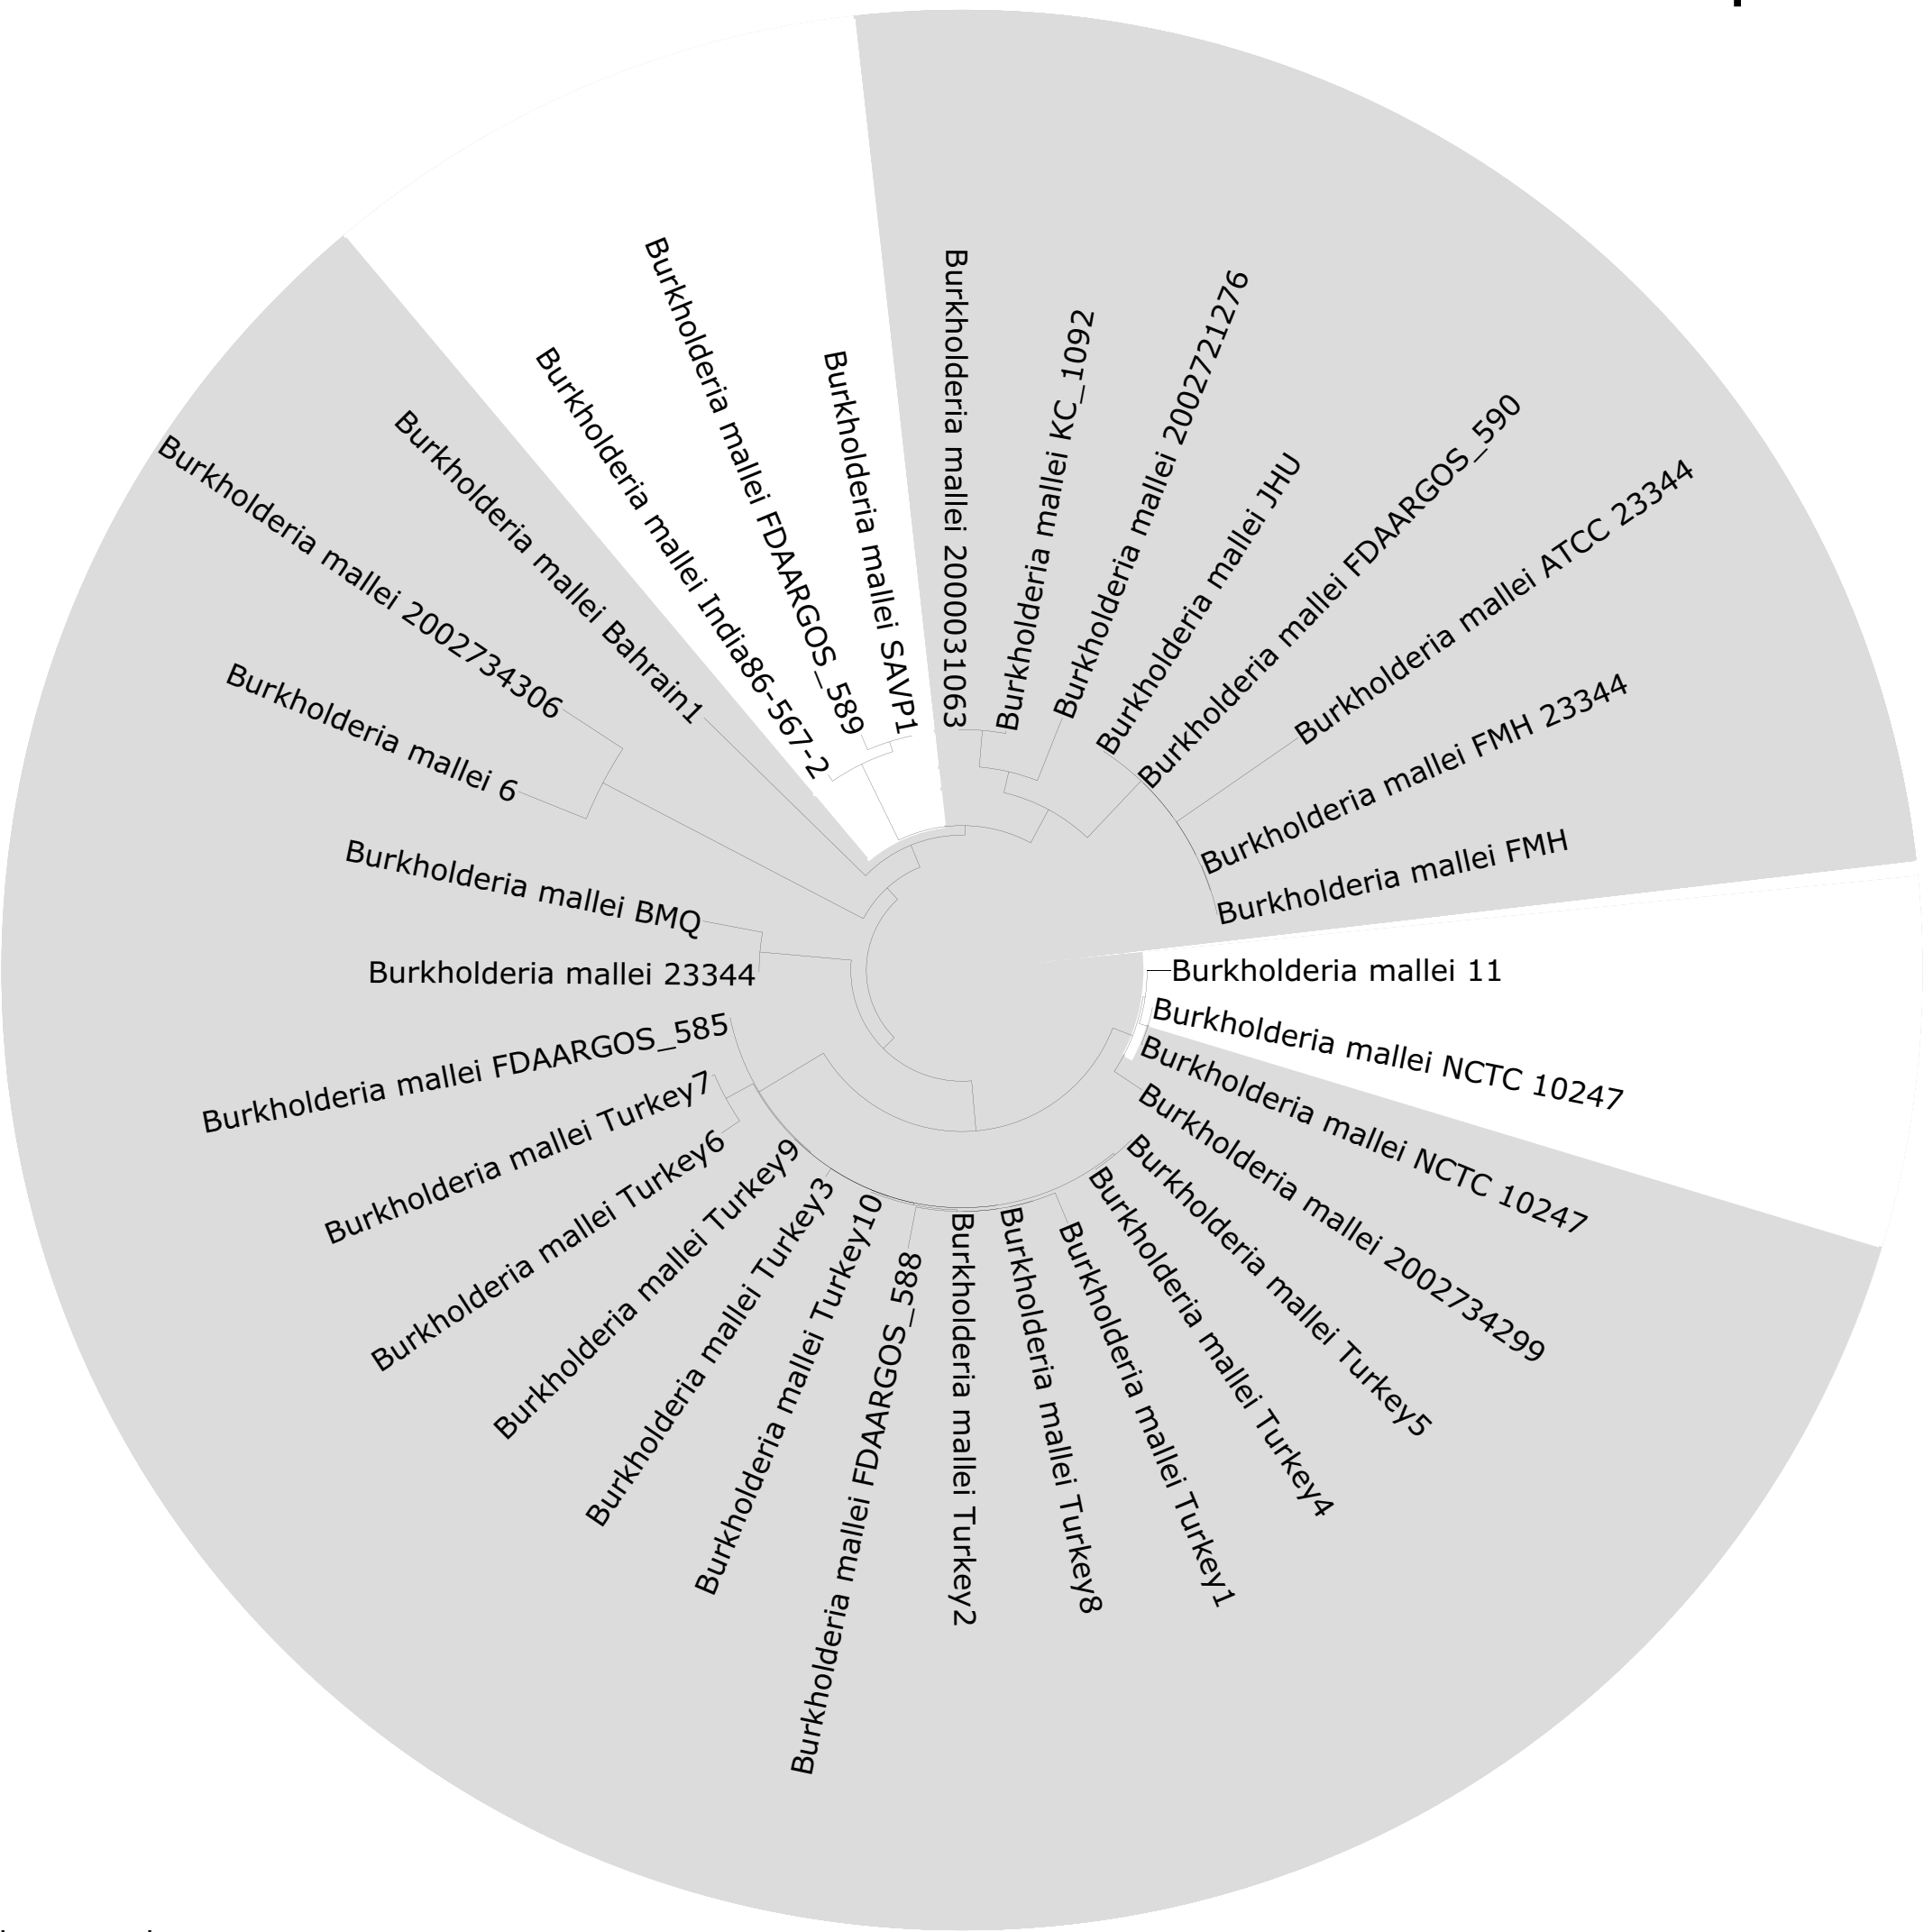 Burkholderia mallei 2000031063
Burkholderia mallei KC_1092
Burkholderia mallei 2002721276
Burkholderia mallei JHU
Burkholderia mallei FDAARGOS_590
Burkholderia mallei ATCC 23344
Burkholderia mallei FMH 23344
Burkholderia mallei FMH
Burkholderia mallei 11
Burkholderia mallei NCTC 10247
Burkholderia mallei NCTC 10247
Burkholderia mallei 2002734299
Burkholderia mallei Turkey5
Burkholderia mallei Turkey4
Burkholderia mallei Turkey1
Burkholderia mallei Turkey8
Burkholderia mallei Turkey2
Burkholderia mallei FDAARGOS_588
Burkholderia mallei Turkey10
Burkholderia mallei Turkey3
Burkholderia mallei Turkey9
Burkholderia mallei Turkey6
Burkholderia mallei Turkey7
Burkholderia mallei FDAARGOS_585
Burkholderia mallei 23344
Burkholderia mallei BMQ
Burkholderia mallei 6
Burkholderia mallei 2002734306
Burkholderia mallei Bahrain1
Burkholderia mallei India86-567-2
Burkholderia mallei FDAARGOS_589
Burkholderia mallei SAVP1